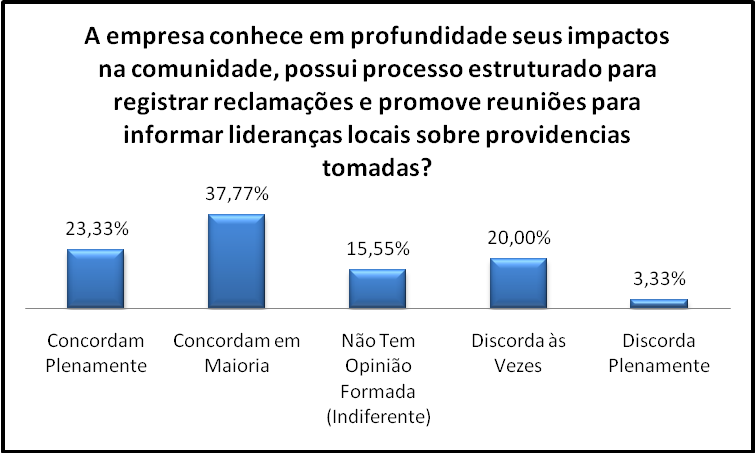 A empresa conhece em profundidade seus impactos
na comunidade, possui processo estruturado para
registrar reclamações e promove reuniões para
informar lideranças locais sobre providencias
tomadas?
23,33%
37,77%
15,55%
20,00%
3,33%
Concordam
Plenamente
Concordam em
Maioria
Não Tem
Opinião
Formada
(Indiferente)
Discorda às
Vezes
Discorda
Plenamente